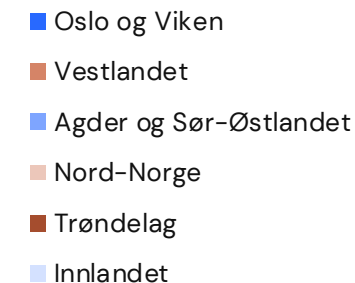 Oslo og Viken
Vestlandet
Agder og Sør-Østlandet
Nord-Norge
Trøndelag
Innlandet